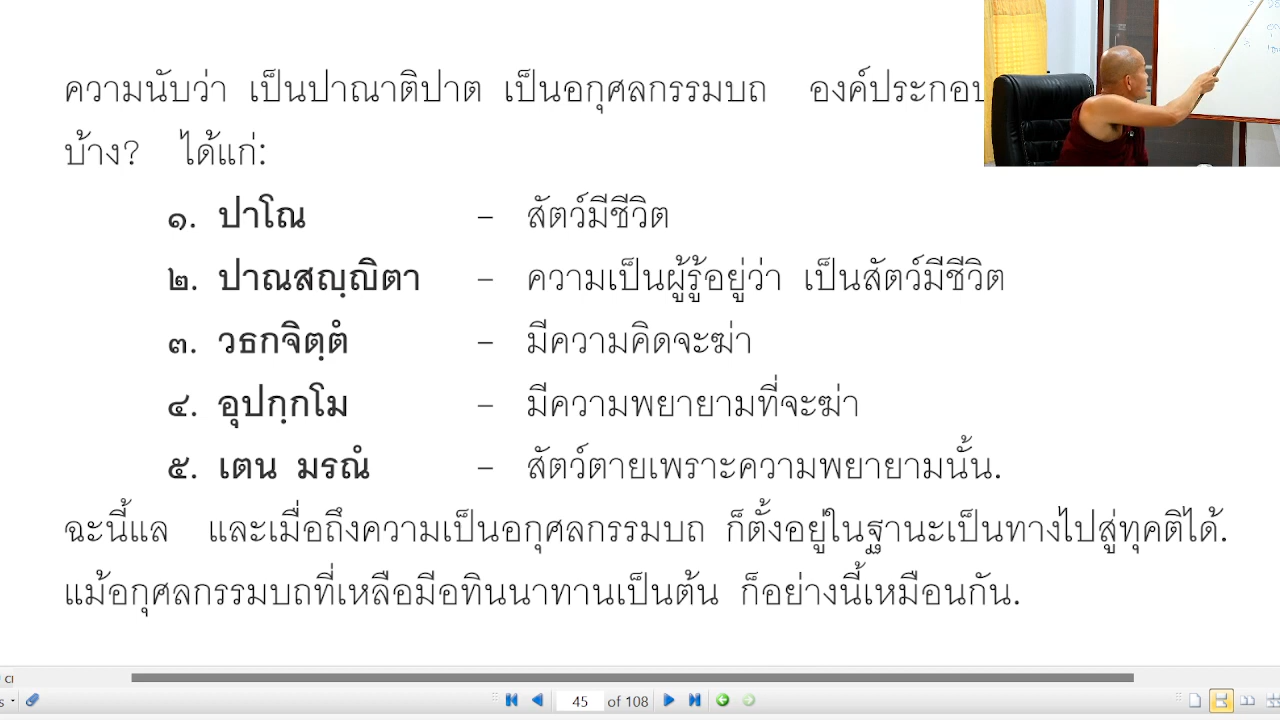 ความนับว่า เป็นปาณาติปาต เป็นอกุศลกรรมบถ องค์ประกอบ
บ้าง? ได้แก่:
๑. ปาโณ – สัตว์มีชีวิต
๒. ปาณสญฺญิตา – ความเป็นผู้รู้อยู่ว่า เป็นสัตว์มีชีวิต
๓. วธกจิตฺตํ – มีความคิดจะฆ่า
๔. อุปกฺกโม – มีความพยายามที่จะฆ่า
๕. เตน มรณํ – สัตว์ตายเพราะความพยายามนั้น.
ฉะนี้แล และเมื่อถึงความเป็นอกุศลกรรมบถ ก็ตั้งอยู่ในฐานะเป็นทางไปสู่ทุคติได้.
แม้อกุศลกรรมบถที่เหลือมีอทินนาทานเป็นต้น ก็อย่างนี้เหมือนกัน.
45 of 108